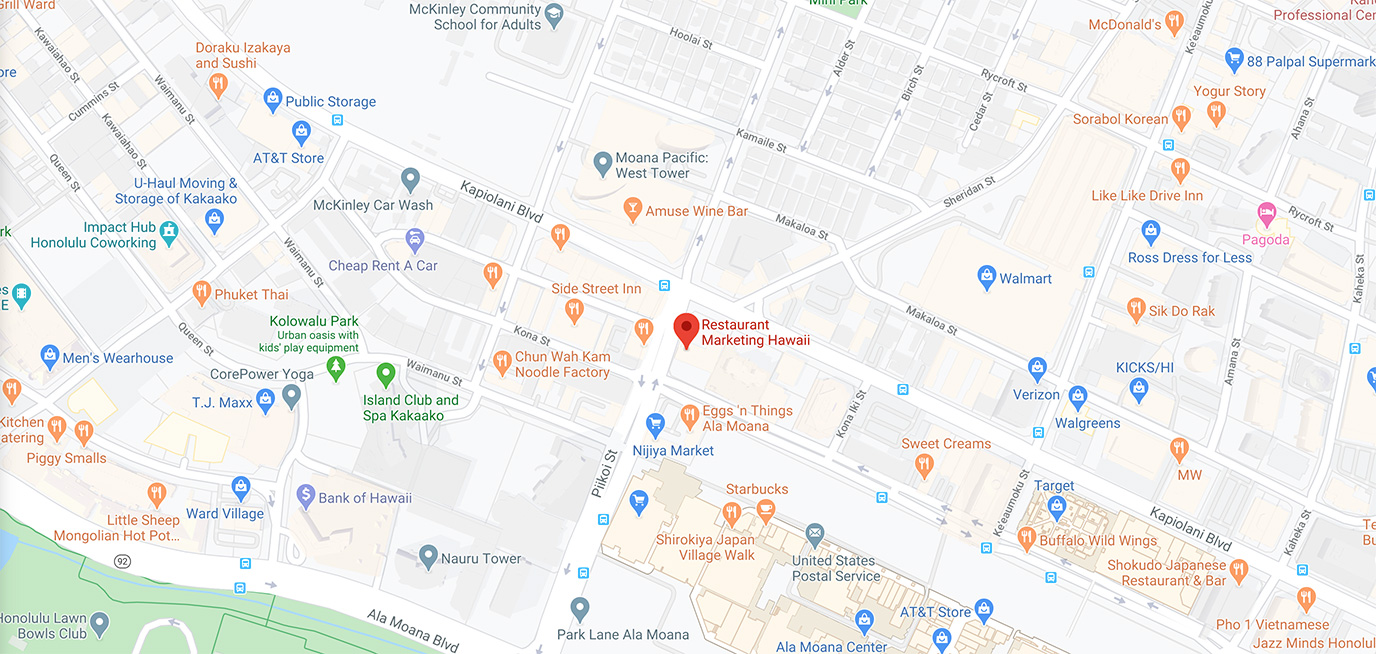 Grill Ward
McKinley Community
School for Adults
Mini Park
McDonald's
Professional Cen
Doraku Izakaya
and Sushi
Kawaiahao St
Waimanu St
Hoolai St
Alder St
Birch St
Rycroft St
Cedar St
Ke'eaumoku St
88 Palpal Supermark
ore
Cummins St
Public Storage
Yogur Story
Kawaiahao St
AT&T Store
Kamaile St
Sorabol Korean
Ahana St
Queen St
Moana Pacific:
West Tower
U-Haul Moving &
Storage of Kakaako
McKinley Car Wash
Kapiolani Blvd
Sheridan St
Like Like Drive Inn
Amuse Wine Bar
Makaloa St
Rycroft St
rk
Impact Hub
Honolulu Coworking
Pagoda
Waimanu St
Cheap Rent A Car
Ross Dress for Less
Kaheka St
Walmart
es
E
Phuket Thai
Side Street Inn
Sik Do Rak
Makaloa St
Kolowalu Park
Urban oasis with
kids' play equipment
Restaurant
Marketing Hawaii
Queen St
Kona St
Men's Wearhouse
Chun Wah Kam
Noodle Factory
Amana St
CorePower Yoga
Waimanu St
KICKS/HI
T.J. Maxx
Island Club and
Spa Kakaako
Verizon
Eggs 'n Things
Ala Moana
Kona Iki St
Walgreens
Kitchen
atering
Piggy Smalls
Nijiya Market
Sweet Creams
MW
Piikoi St
Starbucks
Ke'eaumoku St
Target
Bank of Hawaii
Ward Village
Little Sheep
Mongolian Hot Pot...
Kapiolani Blvd
Kaheka St
Shirokiya Japan
Village Walk
Buffalo Wild Wings
92
Nauru Tower
United States
Postal Service
Shokudo Japanese
Restaurant & Bar
Te
Bu
Honolulu Lawn
Bowls Club
Ala Moana Blvd
Park Lane Ala Moana
AT&T Store
Ala Moana Center
Pho 1 Vietnamese
Jazz Minds Honolul